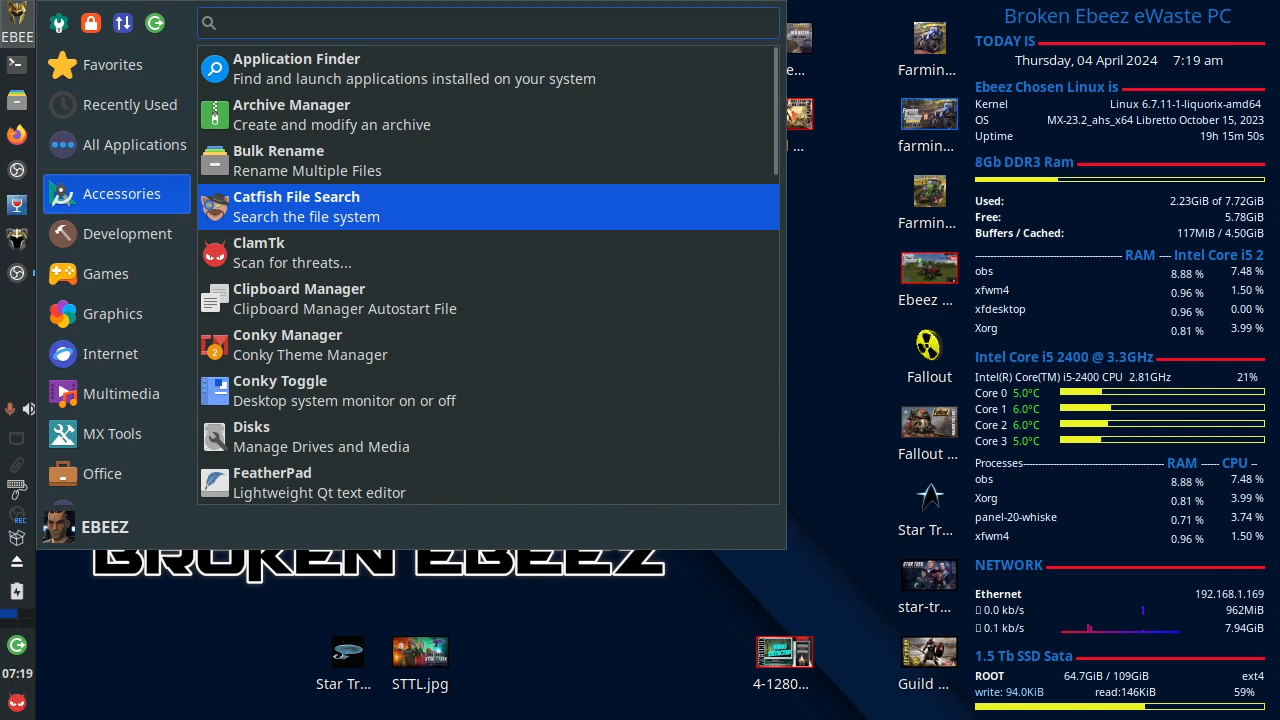 EBEEZ
REC
07:19
Favorites
Recently Used
All Applications
Accessories
Development
Games
Graphics
Internet
Multimedia
MX Tools
Office
EBEEZ
Application Finder
Find and launch applications installed on your system
Archive Manager
Create and modify an archive
Bulk Rename
Rename Multiple Files
Catfish File Search
Search the file system
ClamTk
Scan for threats...
Clipboard Manager
Clipboard Manager Autostart File
Conky Manager
Conky Theme Manager
2
Conky Toggle
Desktop system monitor on or off
Disks
Manage Drives and Media
FeatherPad
Lightweight Qt text editor
BROKEN EBEEZ
Star Tr...
STTL.jpg
e...
...
4-1280...
Farmin...
farmin...
Farmin...
Ebeez ...
Fallout
Fallout ...
Star Tr...
star-tr...
Guild ...
Broken Ebeez eWaste PC
TODAY IS
Thursday, 04 April 2024 7:19 am
Ebeez Chosen Linux is
Kernel Linux 6.7.11-1-liquorix-amd64
OS MX-23.2_ahs_x64 Libretto October 15, 2023
Uptime 19h 15m 50s
8Gb DDR3 Ram
Used: 2.23GiB of 7.72GiB
Free: 5.78GiB
Buffers / Cached: 117MiB / 4.50GiB
------------------------------------------ RAM ---- Intel Core i5 2
obs 8.88 % 7.48 %
xfwm4 0.96 % 1.50 %
xfdesktop 0.96 % 0.00 %
Xorg 0.81 % 3.99 %
Intel Core i5 2400 @ 3.3GHz
Intel(R) Core(TM) i5-2400 CPU 2.81GHz 21%
Core 0 5.0°C
Core 1 6.0°C
Core 2 6.0°C
Core 3 5.0°C
Processes----------------------------------------- RAM ------ CPU --
obs 8.88 % 7.48 %
Xorg 0.81 % 3.99 %
panel-20-whiske 0.71 % 3.74 %
xfwm4 0.96 % 1.50 %
NETWORK
Ethernet 192.168.1.169
0.0 kb/s 962MiB
0.1 kb/s 7.94GiB
1.5 Tb SSD Sata
ROOT 64.7GiB / 109GiB ext4
write: 94.0KiB read:146KiB 59%